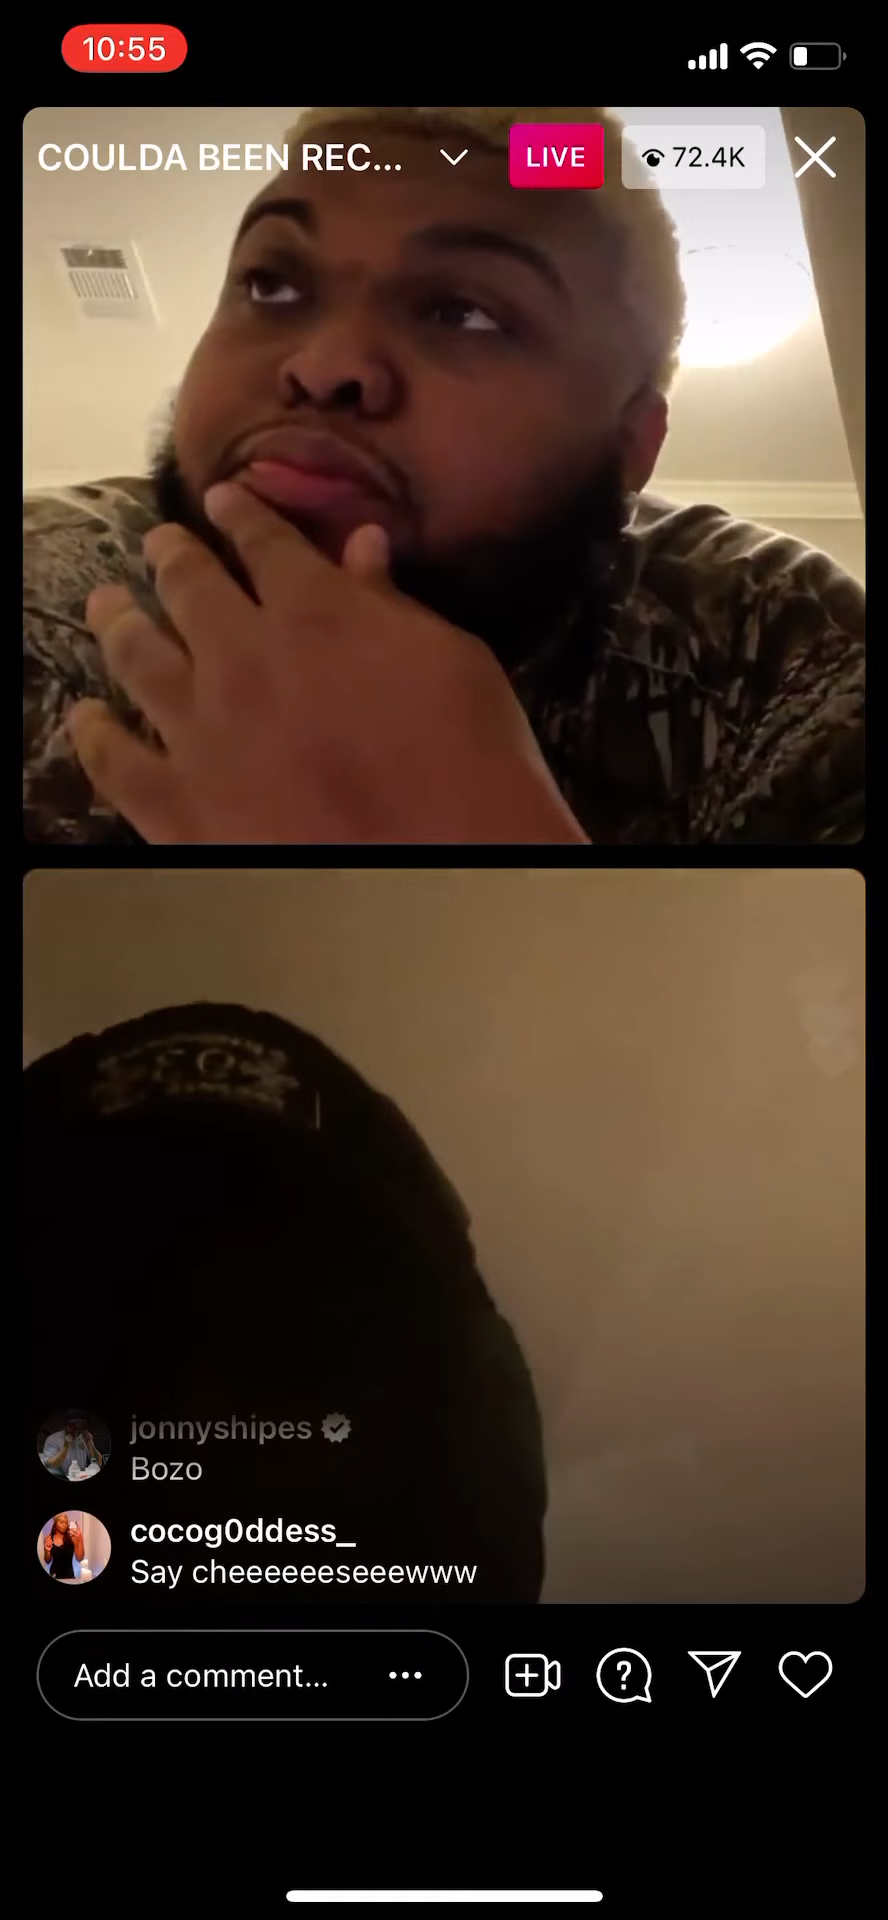 10:55
COULDA BEEN REC...
LIVE
72.4K
jonnyshipes
Bozo
cocog0ddess_
Say cheeeeeeseeewww
Add a comment...